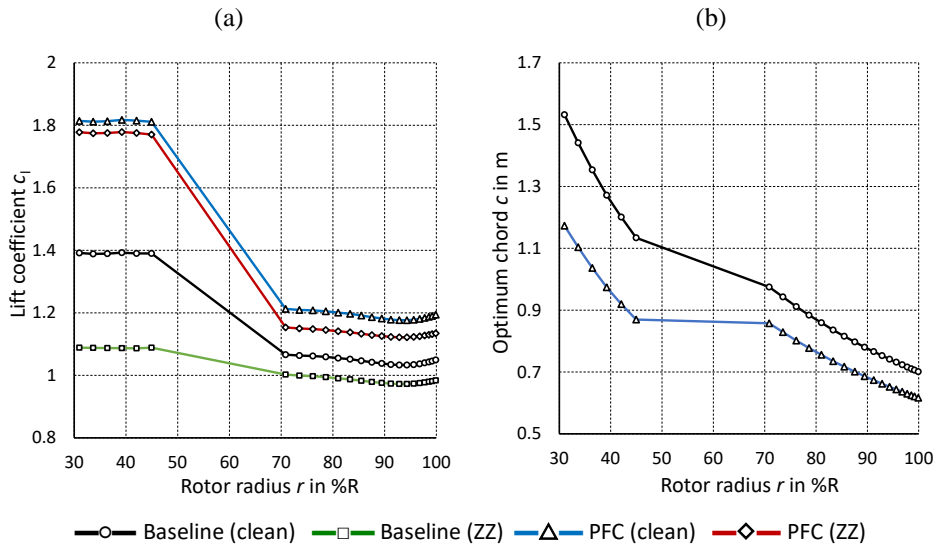 (a)
(b)
2
1.8
1.6
1.4
1.2
1
0.8
Lift coefficient cl
30 40 50 60 70 80 90 100
Rotor radius r in %R
1.7
1.5
1.3
1.1
0.9
0.7
0.5
Optimum chord c in m
30 40 50 60 70 80 90 100
Rotor radius r in %R
Baseline (clean) Baseline (ZZ) PFC (clean) PFC (ZZ)